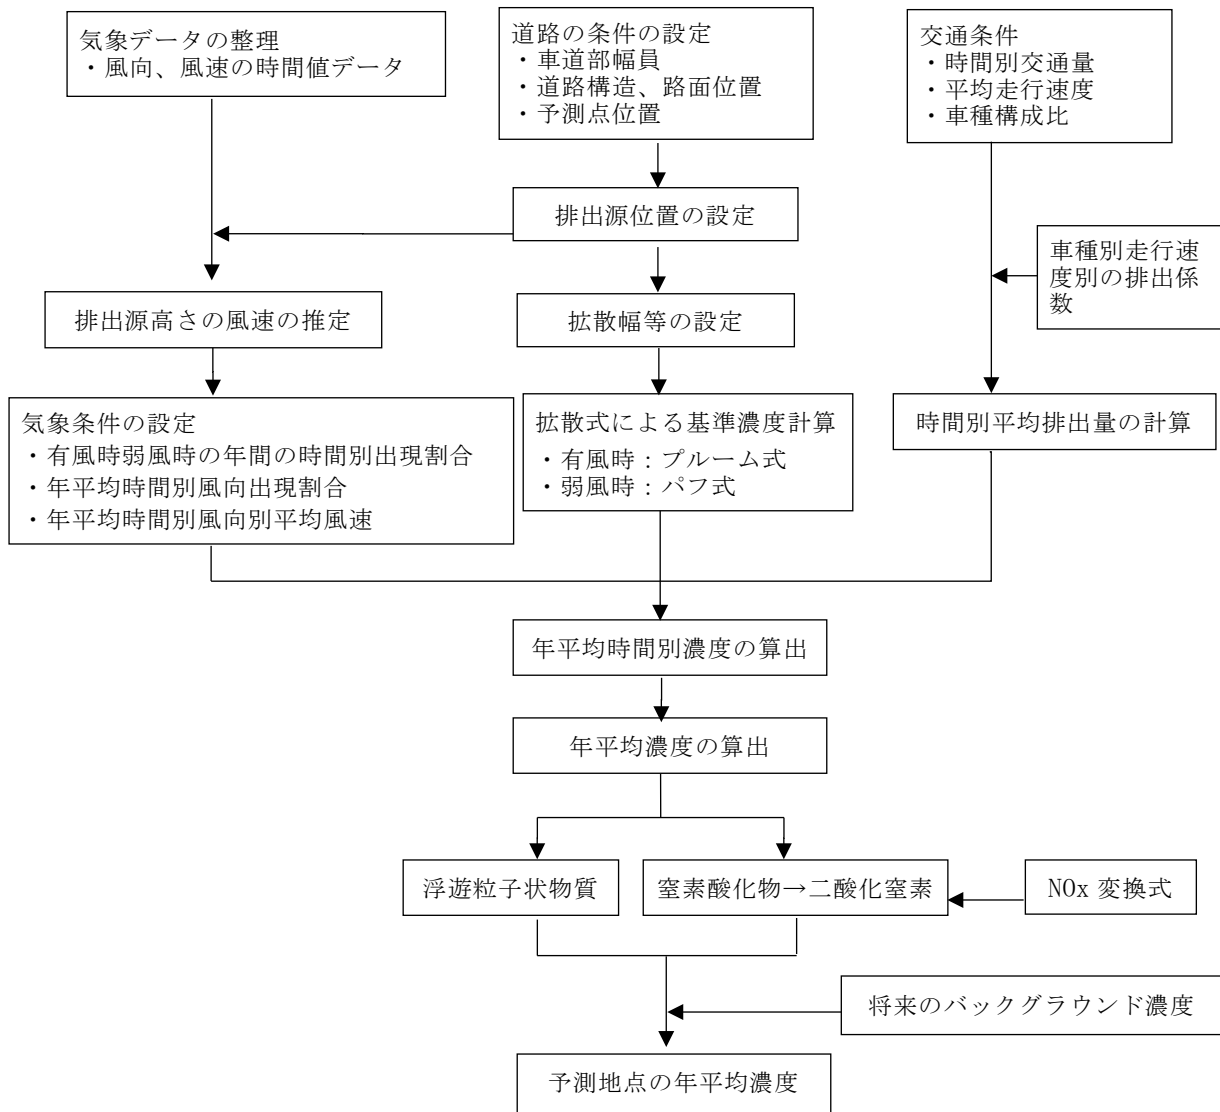 気象データの整理
・風向、風速の時間値データ
道路の条件の設定
・車道部幅員
・道路構造、路面位置
・予測点位置
交通条件
・時間別交通量
・平均走行速度
・車種構成比
排出源位置の設定
車種別走行速
度別の排出係
数
排出源高さの風速の推定
拡散幅等の設定
気象条件の設定
・有風時弱風時の年間の時間別出現割合
・年平均時間別風向出現割合
・年平均時間別風向別平均風速
拡散式による基準濃度計算
・有風時：プルーム式
・弱風時：パフ式
時間別平均排出量の計算
年平均時間別濃度の算出
年平均濃度の算出
浮遊粒子状物質
窒素酸化物→二酸化窒素
NOx 変換式
将来のバックグラウンド濃度
予測地点の年平均濃度